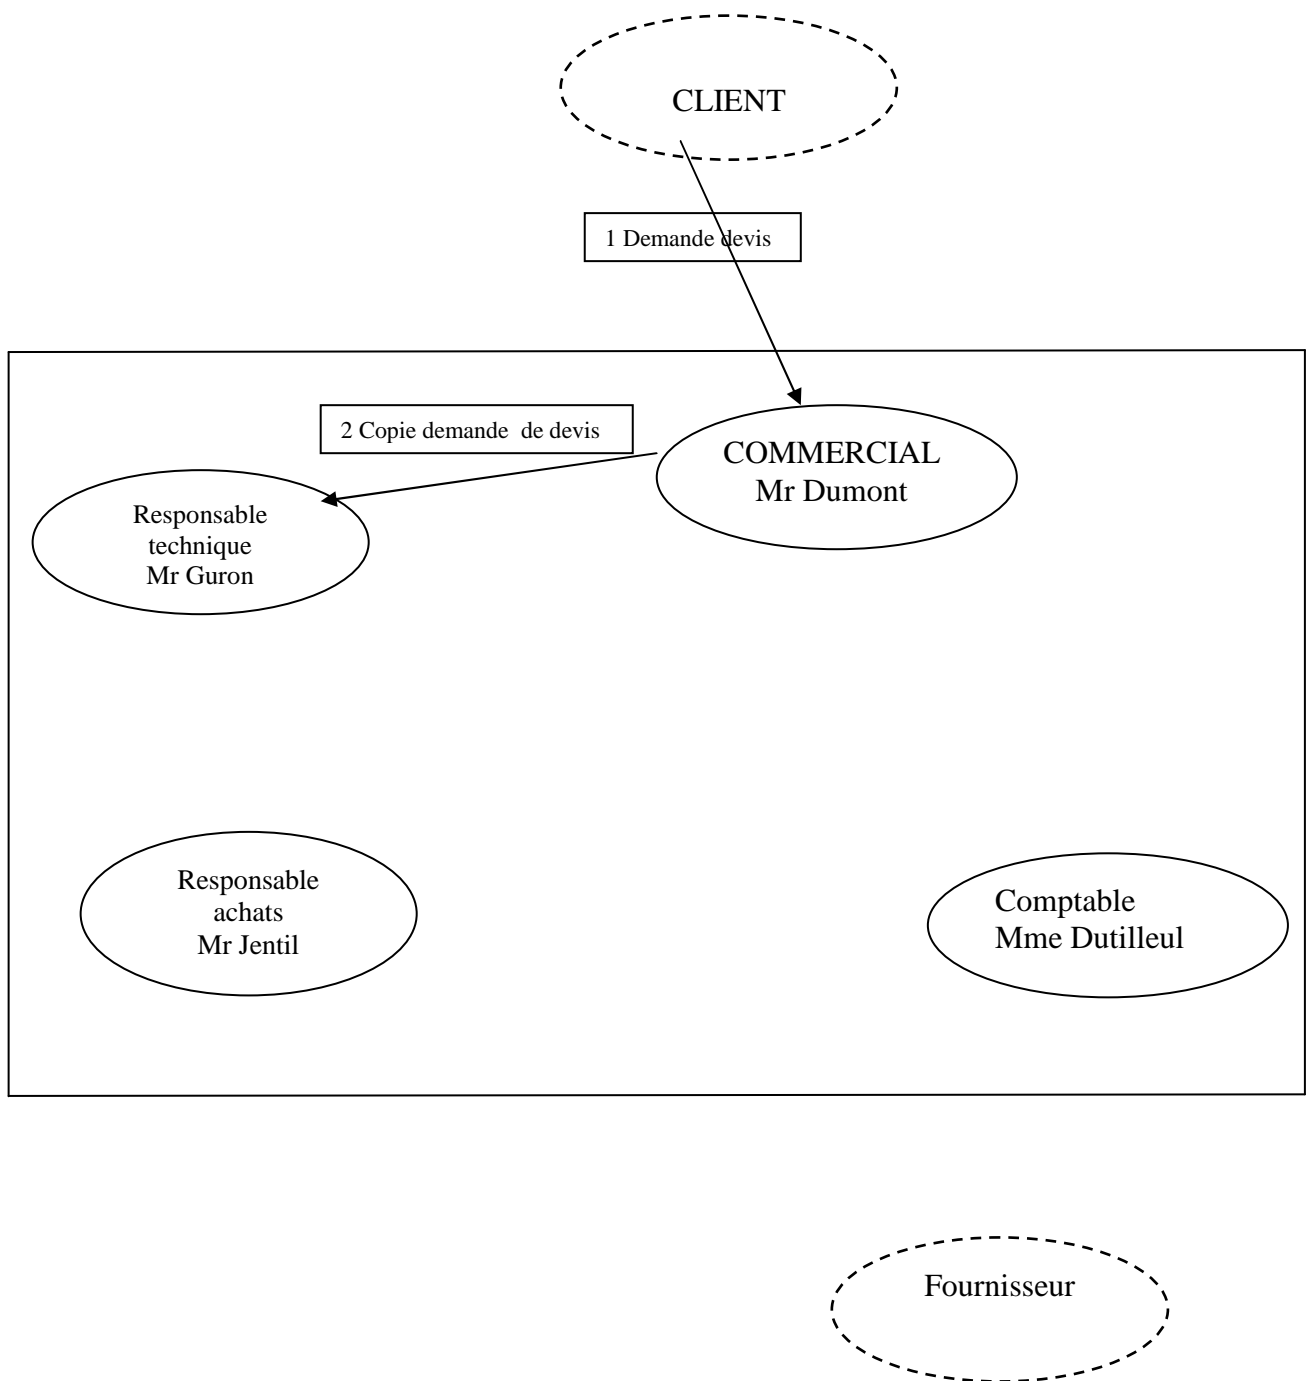 CLIENT
1 Demande devis
2 Copie demande  de devis
COMMERCIAL
Mr Dumont
Responsable
technique
Mr Guron
Responsable
achats
Mr Jentil
Comptable
Mme Dutilleul
Fournisseur